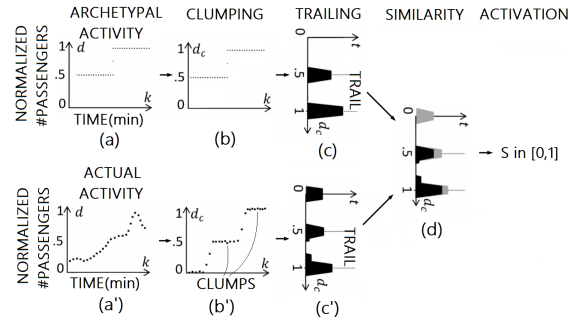 ARCHETYPAL ACTIVITY
CLUMPING
TRAILING
SIMILARITY
ACTIVATION
NORMALIZED #PASSENGERS
1
d
.5
0
k
TIME(min)
(a)
1
d_c
.5
0
k
(b)
0
t
.5
1
d_c
TRAIL
(c)
0
t
.5
1
d_c
(d)
S in [0,1]
ACTUAL ACTIVITY
NORMALIZED #PASSENGERS
1
d
.5
0
k
TIME(min)
(a')
1
d_c
.5
0
k
CLUMPS
(b')
0
t
.5
1
d_c
TRAIL
(c')